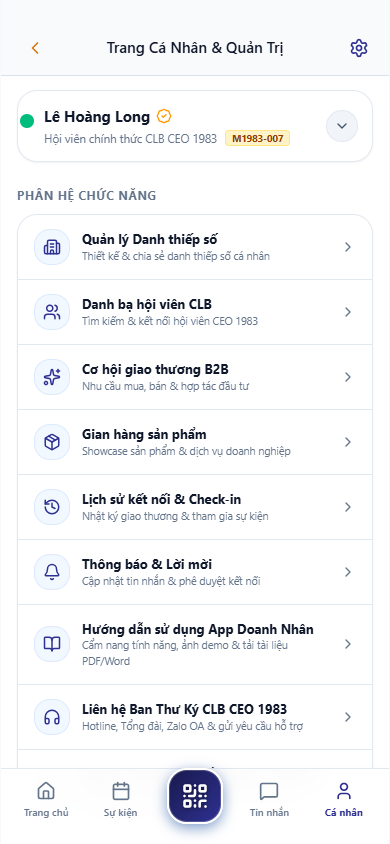 Trang Cá Nhân & Quản Trị
Lê Hoàng Long
Hội viên chính thức CLB CEO 1983 M1983-007
PHÂN HỆ CHỨC NĂNG
Quản lý Danh thiếp số
Thiết kế & chia sẻ danh thiếp số cá nhân
Danh bạ hội viên CLB
Tìm kiếm & kết nối hội viên CEO 1983
Cơ hội giao thương B2B
Nhu cầu mua, bán & hợp tác đầu tư
Gian hàng sản phẩm
Showcase sản phẩm & dịch vụ doanh nghiệp
Lịch sử kết nối & Check-in
Nhật ký giao thương & tham gia sự kiện
Thông báo & Lời mời
Cập nhật tin nhắn & phê duyệt kết nối
Hướng dẫn sử dụng App Doanh Nhân
Cẩm nang tính năng, ảnh demo & tải tài liệu
PDF/Word
Liên hệ Ban Thư Ký CLB CEO 1983
Hotline, Tổng đài, Zalo OA & gửi yêu cầu hỗ trợ
Trang chủ
Sự kiện
Tin nhắn
Cá nhân